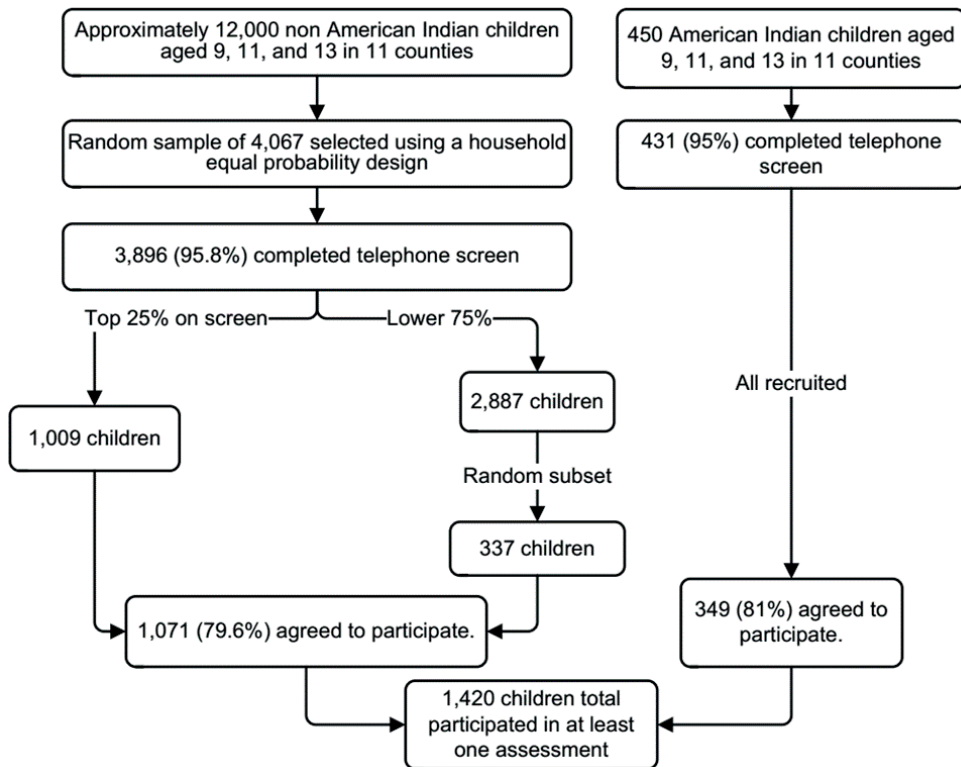 Approximately 12,000 non American Indian children
aged 9, 11, and 13 in 11 counties
450 American Indian children aged
9, 11, and 13 in 11 counties
Random sample of 4,067 selected using a household
equal probability design
431 (95%) completed telephone
screen
3,896 (95.8%) completed telephone screen
Top 25% on screen
Lower 75%
All recruited
1,009 children
2,887 children
Random subset
337 children
1,071 (79.6%) agreed to participate.
349 (81%) agreed to
participate.
1,420 children total
participated in at least
one assessment